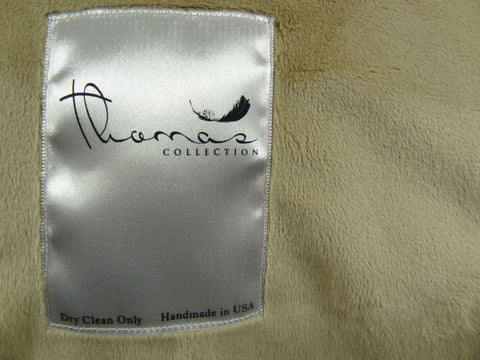 Thomas
COLLECTION
Dry Clean Only Handmade in USA